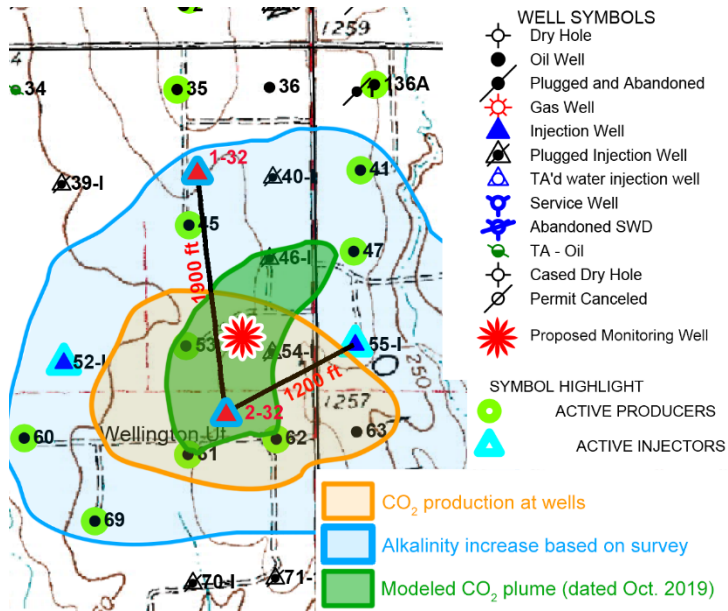 1259
4
34
35
36
136A
1-32
39-I
40-I
41
45
46-I
47
1900 ft
53
54-I
55-I
52-I
1200 ft
1250
2-32
1257
60
Wellington Ut
62
63
61
69
70-I
71-
WELL SYMBOLS
Dry Hole
Oil Well
Plugged and Abandoned
Gas Well
Injection Well
Plugged Injection Well
TA'd water injection well
Service Well
Abandoned SWD
TA - Oil
Cased Dry Hole
Permit Canceled
Proposed Monitoring Well
SYMBOL HIGHLIGHT
ACTIVE PRODUCERS
ACTIVE INJECTORS
CO₂ production at wells
Alkalinity increase based on survey
Modeled CO₂ plume (dated Oct. 2019)